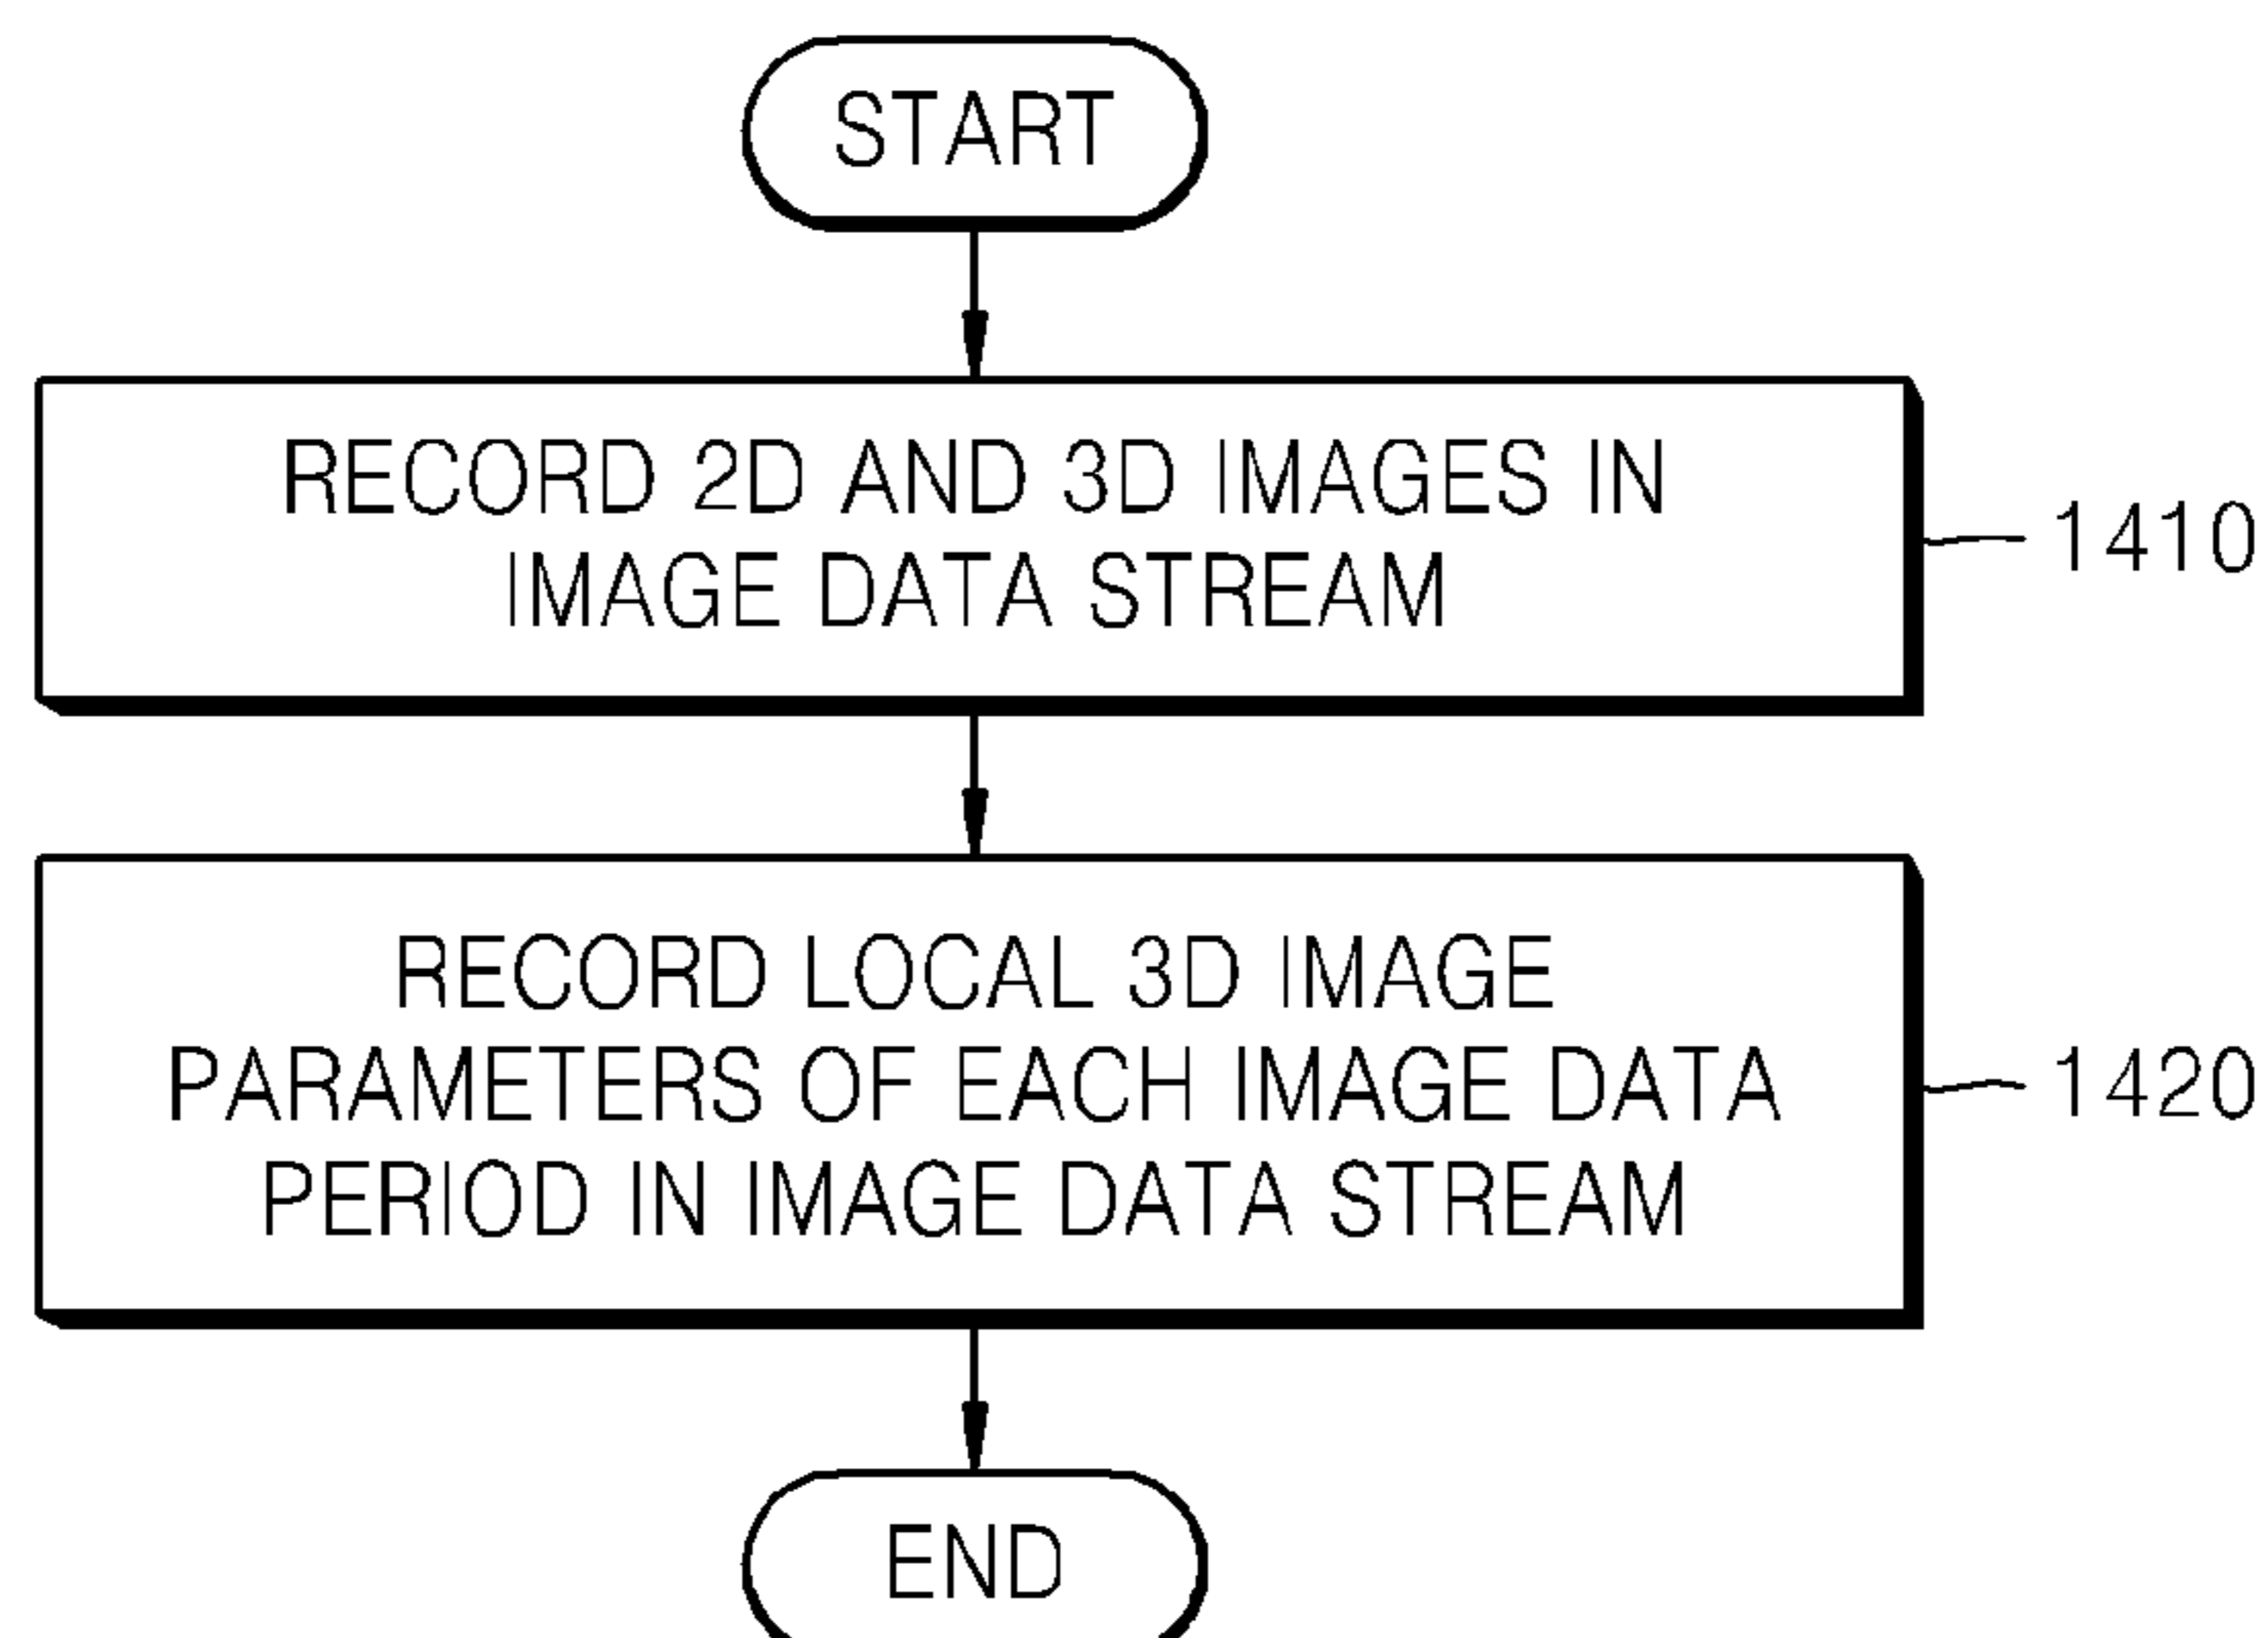 START
RECORD 2D AND 3D IMAGES IN
IMAGE DATA STREAM
1410
RECORD LOCAL 3D IMAGE
PARAMETERS OF EACH IMAGE DATA
PERIOD IN IMAGE DATA STREAM
1420
END